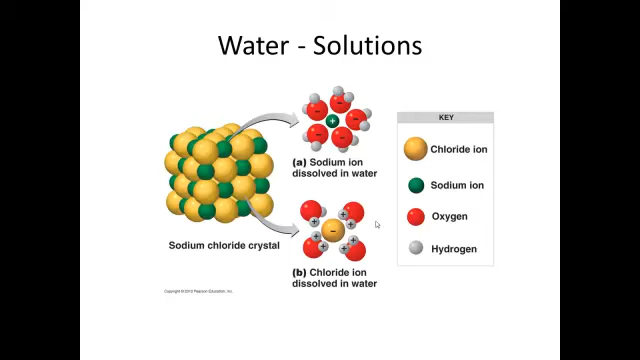 Water - Solutions
KEY
Chloride ion
Sodium ion
Oxygen
Hydrogen
(a) Sodium ion
dissolved in water
Sodium chloride crystal
(b) Chloride ion
dissolved in water
Copyright © 2010 Pearson Education, Inc.